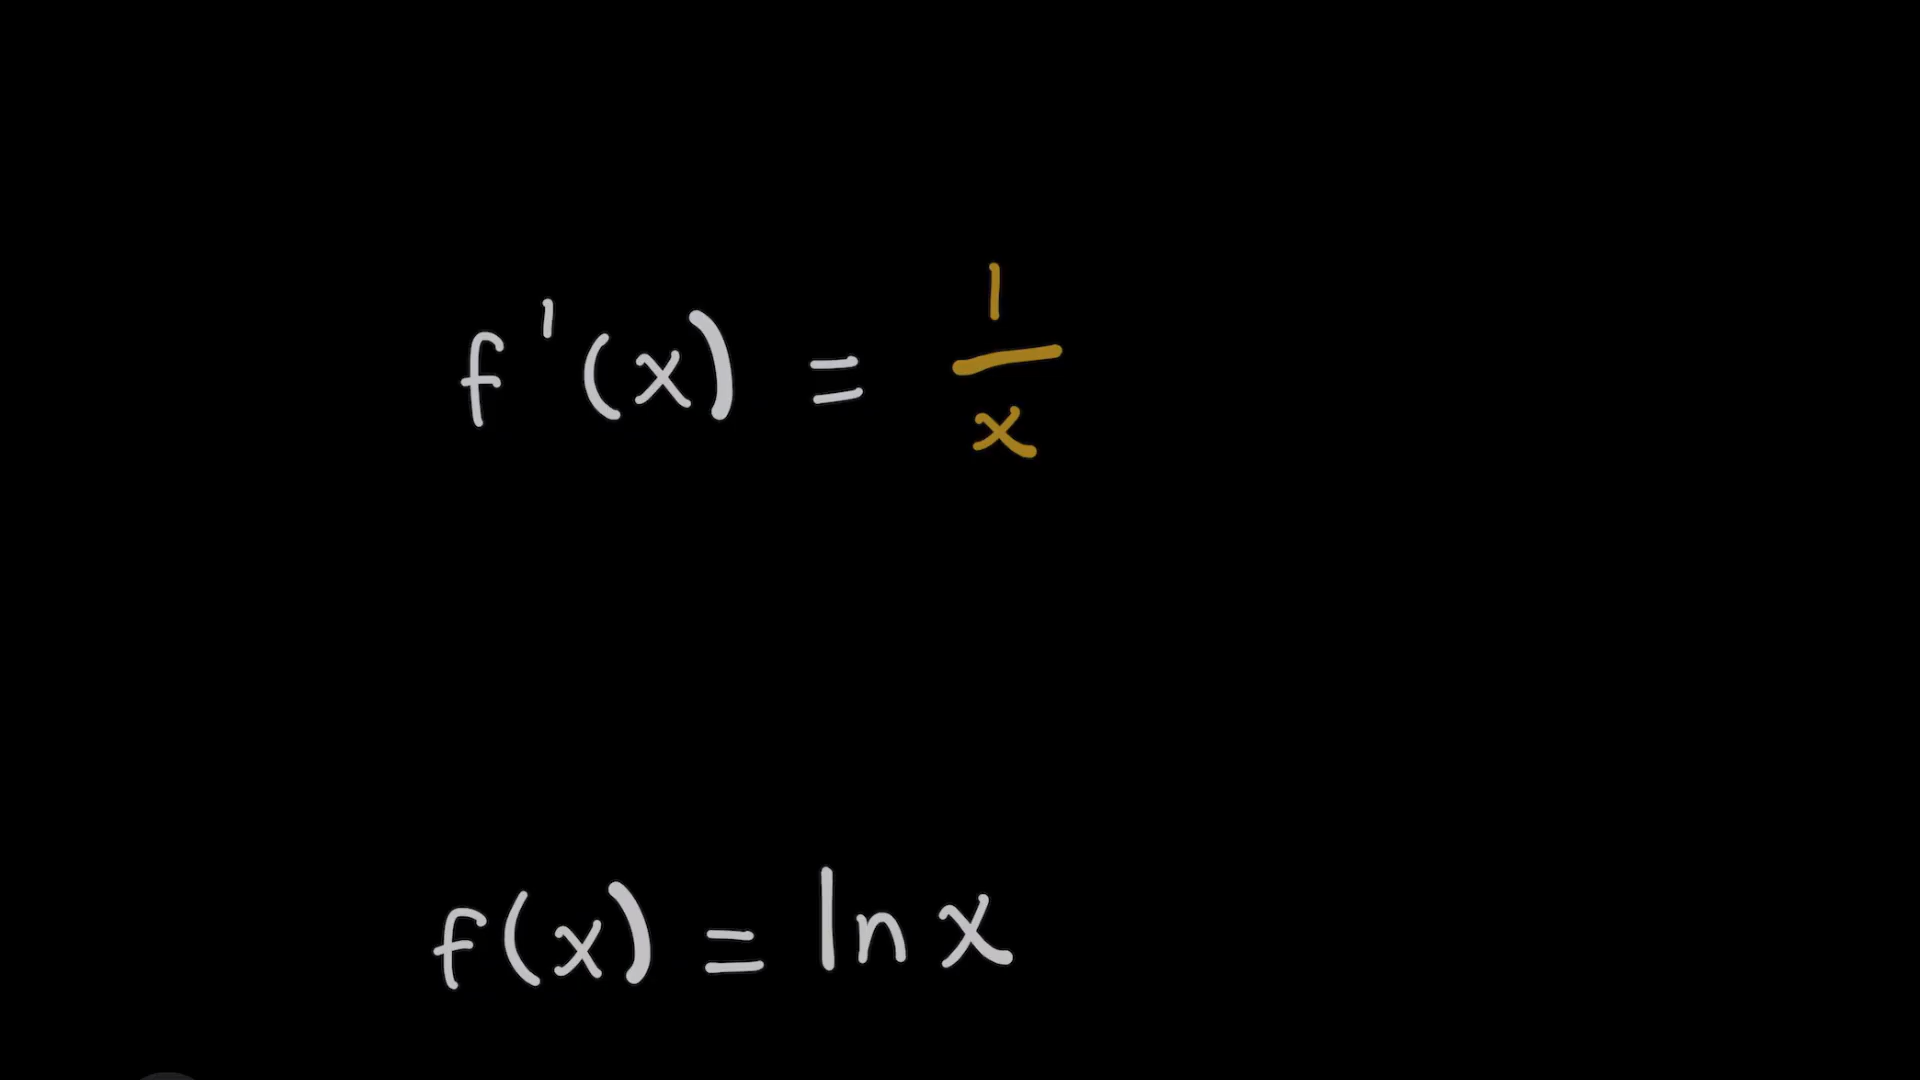 f'(x) = 1/x
f(x) = ln x